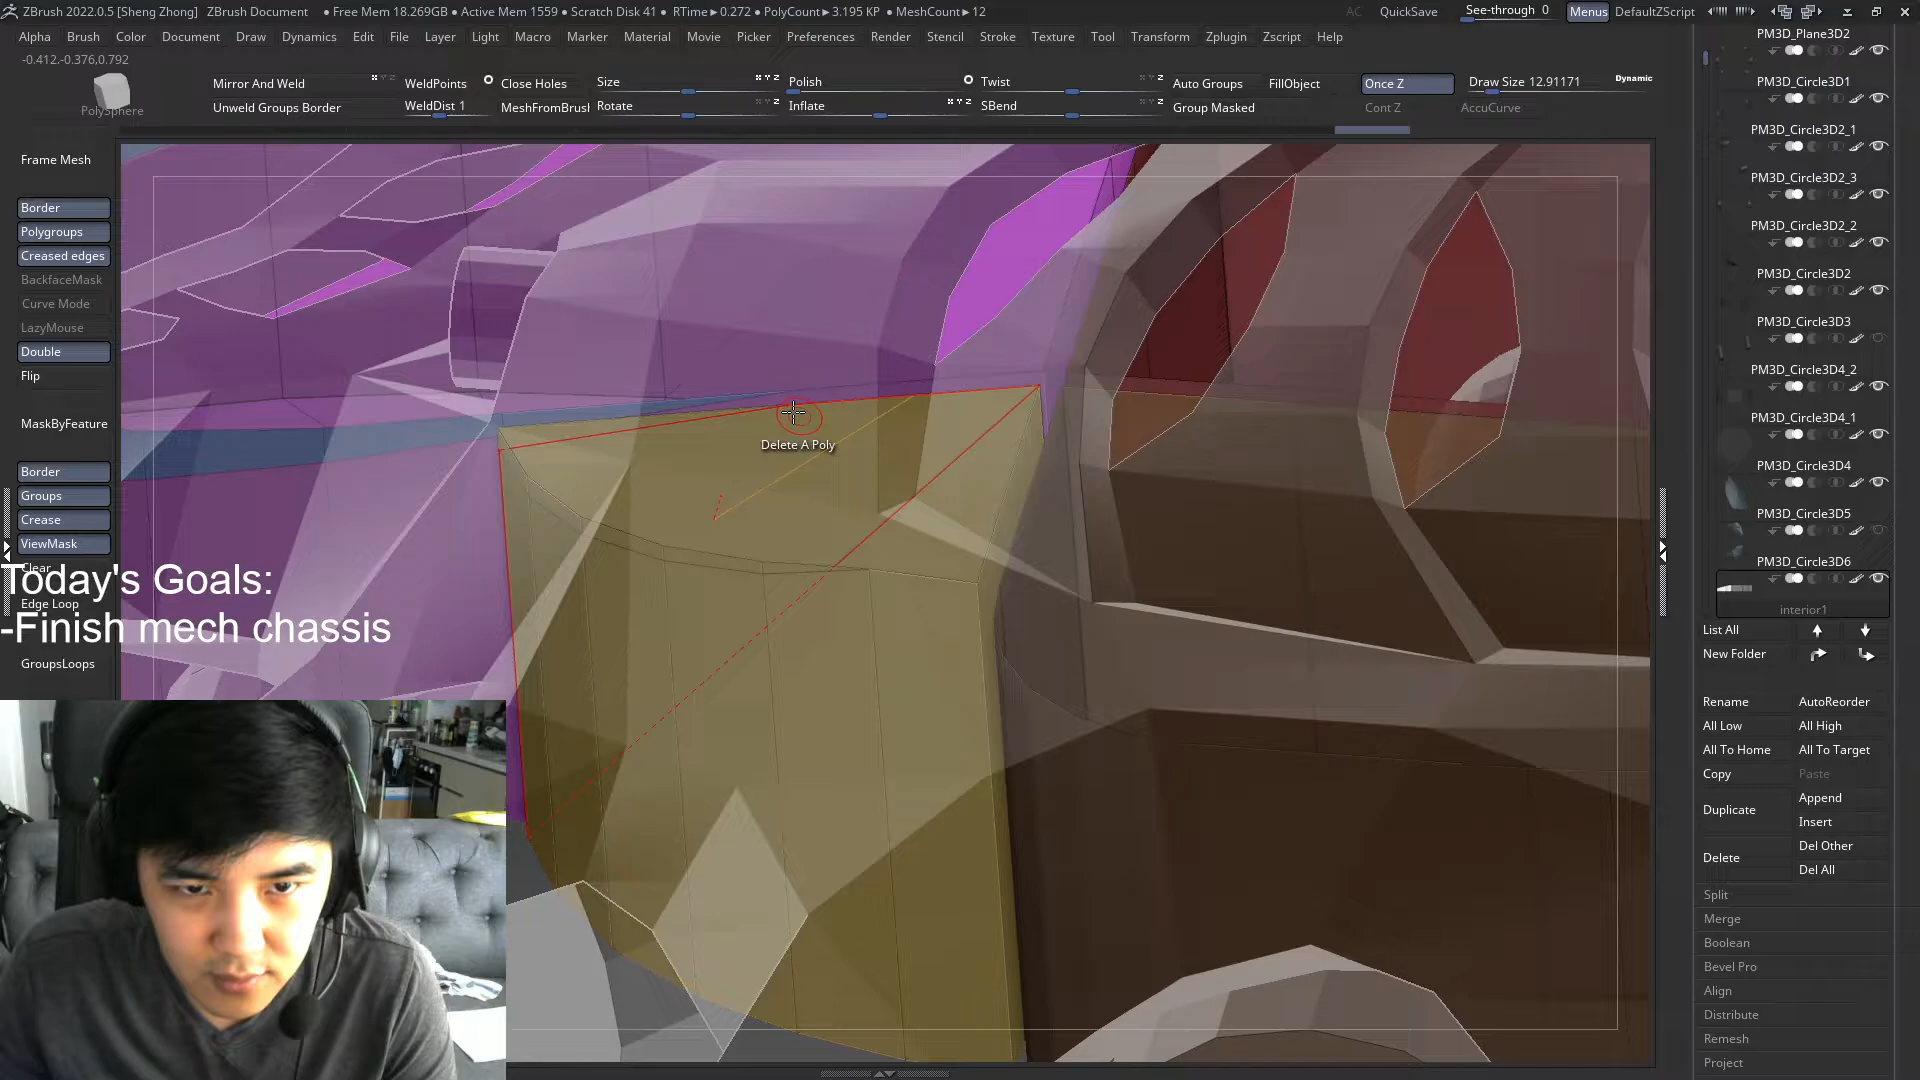 ZBrush 2022.0.5 [Sheng Zhong] ZBrush Document • Free Mem 18.269GB • Active Mem 1559 • Scratch Disk 41 • RTime▸0.272 • PolyCount▸3.195 KP • MeshCount▸12 AC QuickSave See-through 0 Menus DefaultZScript
Alpha Brush Color Document Draw Dynamics Edit File Layer Light Macro Marker Material Movie Picker Preferences Render Stencil Stroke Texture Tool Transform Zplugin Zscript Help
-0.412,-0.376,0.792
PolySphere
Mirror And Weld WeldPoints Close Holes Size Polish Twist Auto Groups FillObject Once Z Draw Size 12.91171 Dynamic
Unweld Groups Border WeldDist 1 MeshFromBrush Rotate Inflate SBend Group Masked Cont Z AccuCurve
Frame Mesh
Border
Polygroups
Creased edges
BackfaceMask
Curve Mode
LazyMouse
Double
Flip
MaskByFeature
Border
Groups
Crease
ViewMask
Clear
Edge Loop
GroupsLoops
Today's Goals:
-Finish mech chassis
Delete A Poly
PM3D_Plane3D2
PM3D_Circle3D1
PM3D_Circle3D2_1
PM3D_Circle3D2_3
PM3D_Circle3D2_2
PM3D_Circle3D2
PM3D_Circle3D3
PM3D_Circle3D4_2
PM3D_Circle3D4_1
PM3D_Circle3D4
PM3D_Circle3D5
PM3D_Circle3D6
interior1
List All
New Folder
Rename AutoReorder
All Low All High
All To Home All To Target
Copy Paste
Duplicate Append
Insert
Delete Del Other
Del All
Split
Merge
Boolean
Bevel Pro
Align
Distribute
Remesh
Project